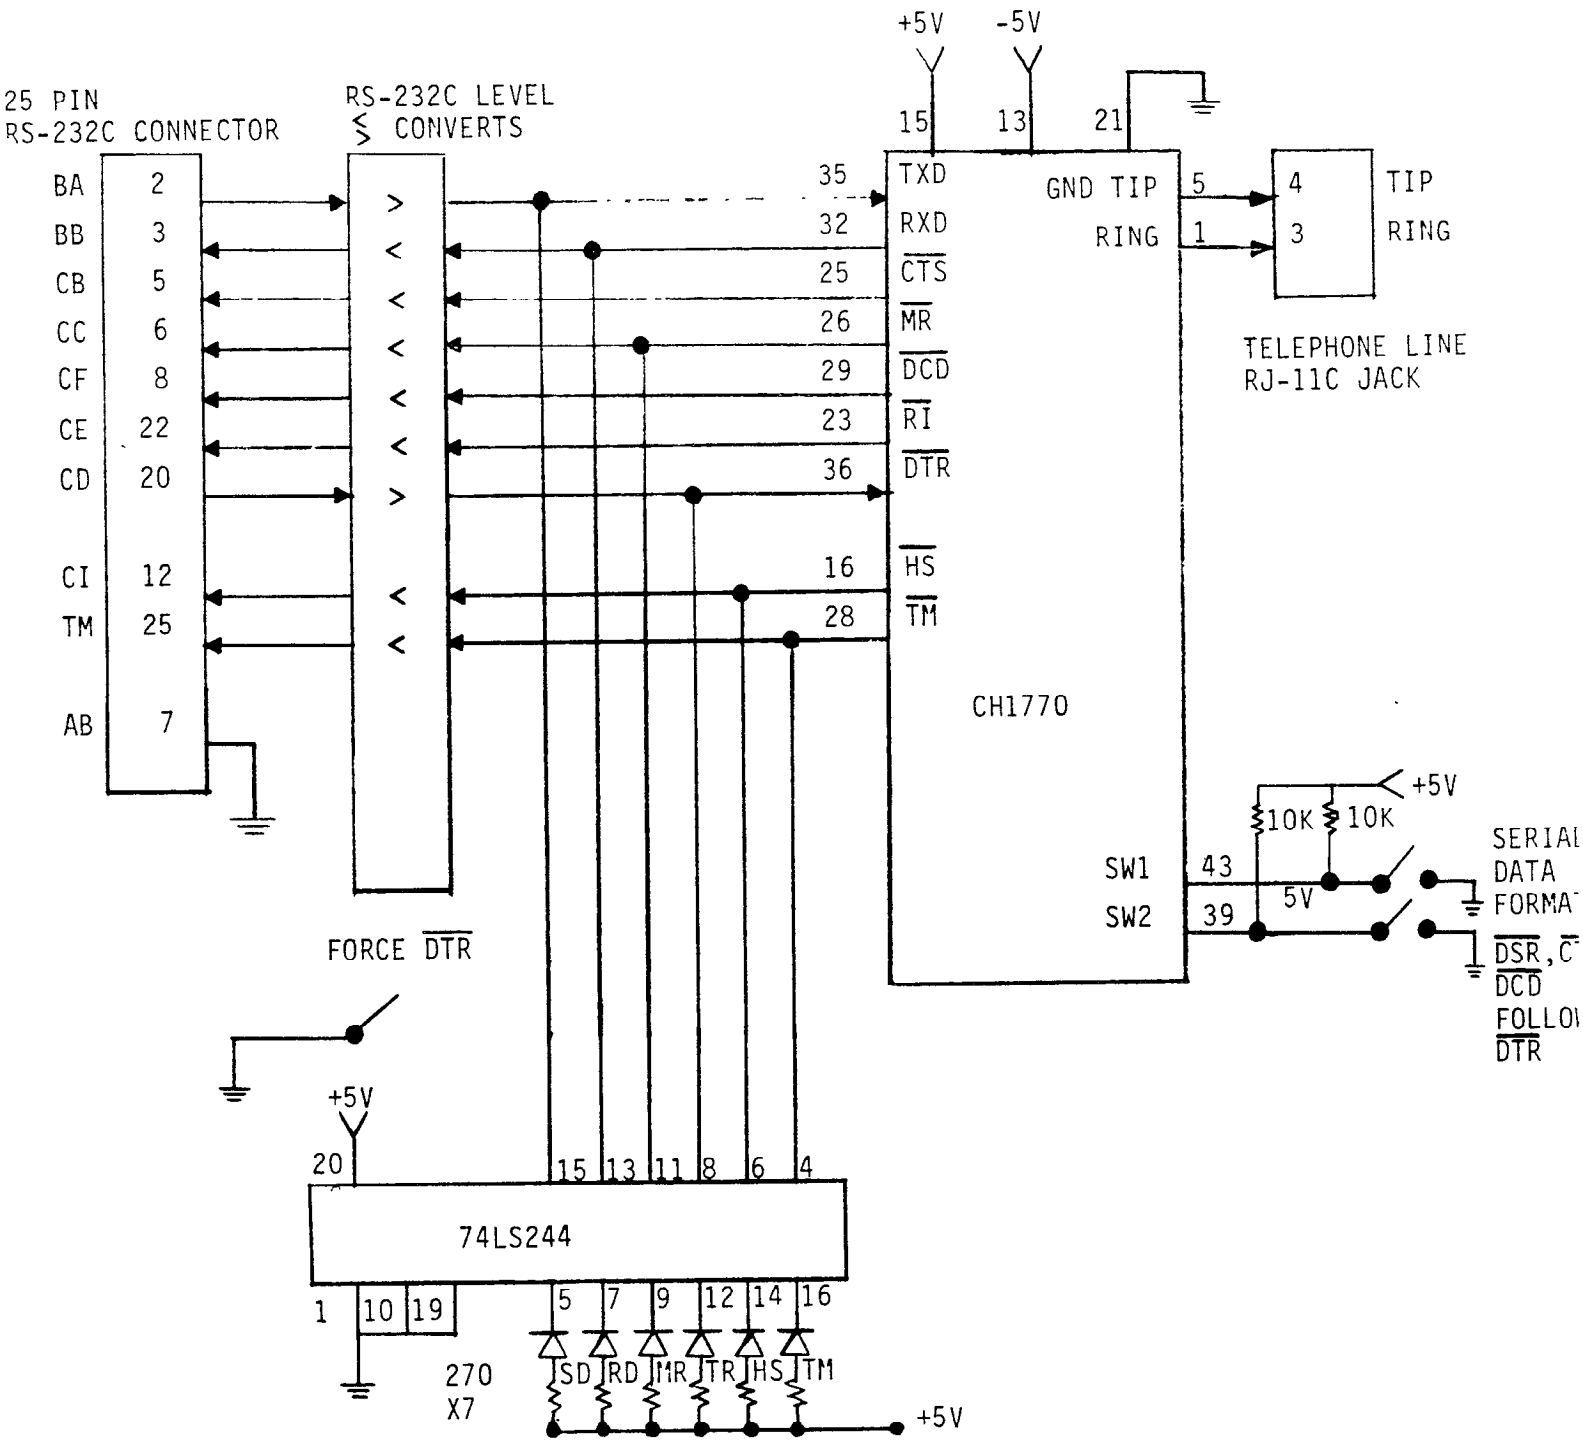 +5V -5V
25 PIN
RS-232C CONNECTOR
RS-232C LEVEL
CONVERTS
15 13 21
BA 2 > 35 TXD
BB 3 < 32 RXD
CB 5 < 25 CTS
CC 6 < 26 MR
CF 8 < 29 DCD
CE 22 < 23 RI
CD 20 > 36 DTR
CI 12 < 16 HS
TM 25 < 28 TM
AB 7
GND TIP 5 4 TIP
RING 1 3 RING
TELEPHONE LINE
RJ-11C JACK
CH1770
+5V
10K 10K
SW1 43
5V
SW2 39
SERIAL
DATA
DSR,
DCD
DTR
FORCE DTR
+5V
20 15 13 11 8 6 4
74LS244
1 10 19 5 7 9 12 14 16
270
X7
SD RD MR TR HS TM
+5V